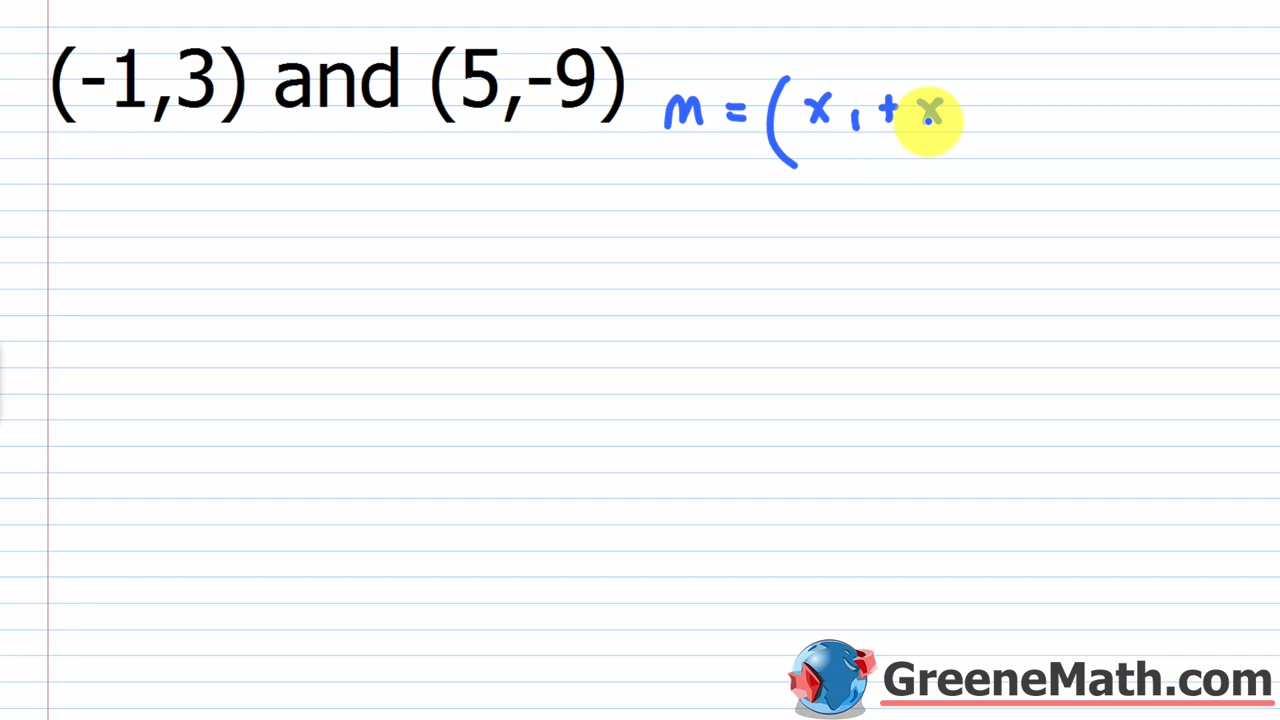 (-1,3) and (5,-9) m = (x₁ + x
GreeneMath.com